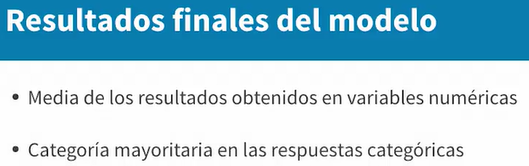 Resultados finales del modelo
• Media de los resultados obtenidos en variables numéricas
• Categoría mayoritaria en las respuestas categóricas